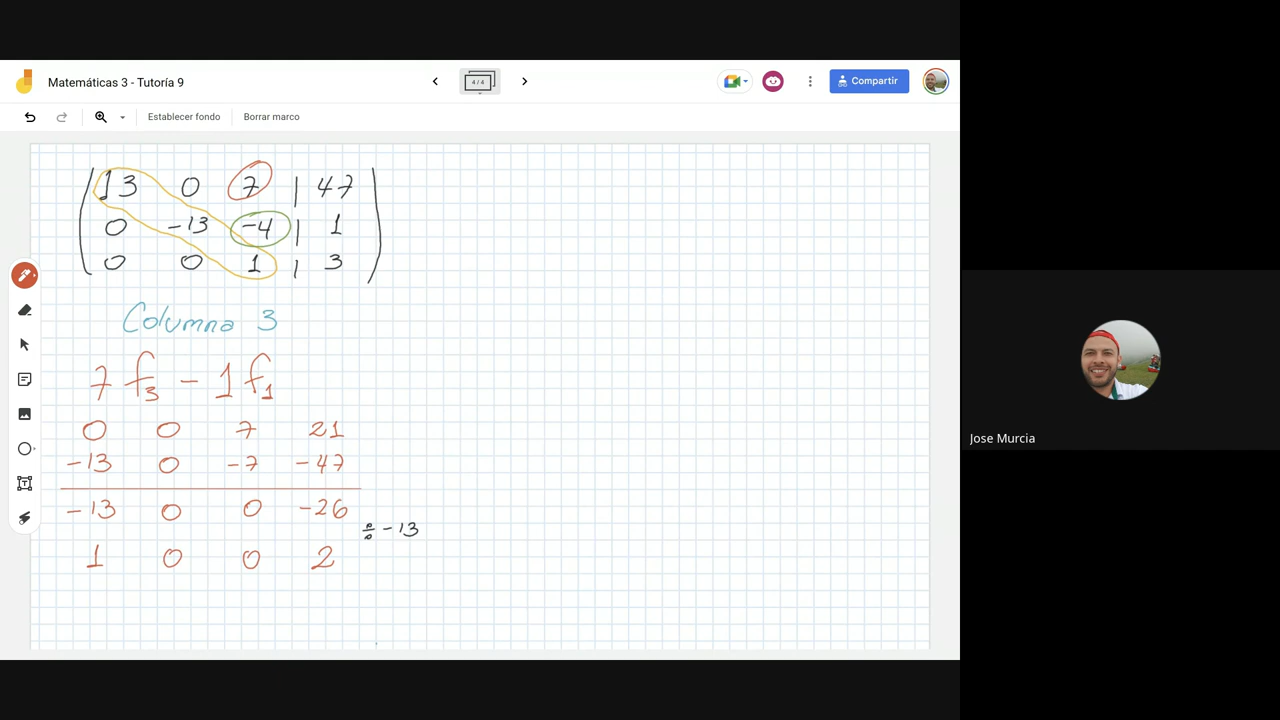 Matemáticas 3 - Tutoría 9
4 / 4
Compartir
Establecer fondo
Borrar marco
13 0 7 | 47
0 -13 -4 | 1
0 0 1 | 3
Columna 3
7 f₃ - 1 f₁
0 0 7 21
-13 0 -7 -47
-13 0 0 -26
÷ -13
1 0 0 2
Jose Murcia